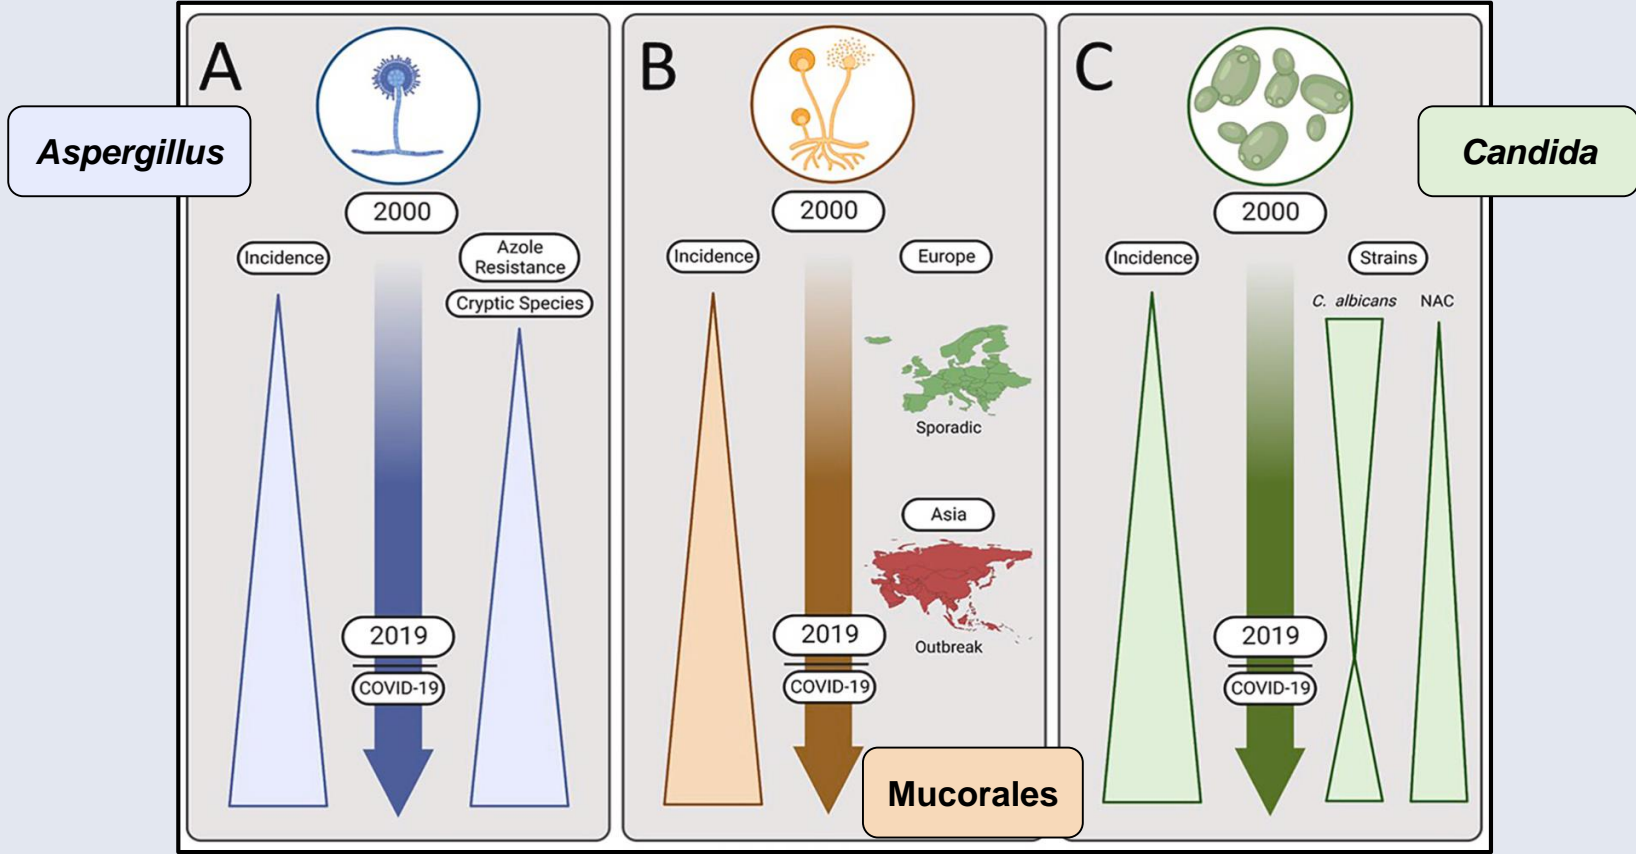 A
Aspergillus
2000
Incidence
Azole
Resistance
Cryptic Species
2019
COVID-19
B
2000
Incidence
Europe
Sporadic
Asia
Outbreak
2019
COVID-19
Mucorales
C
Candida
2000
Incidence
Strains
C. albicans
NAC
2019
COVID-19